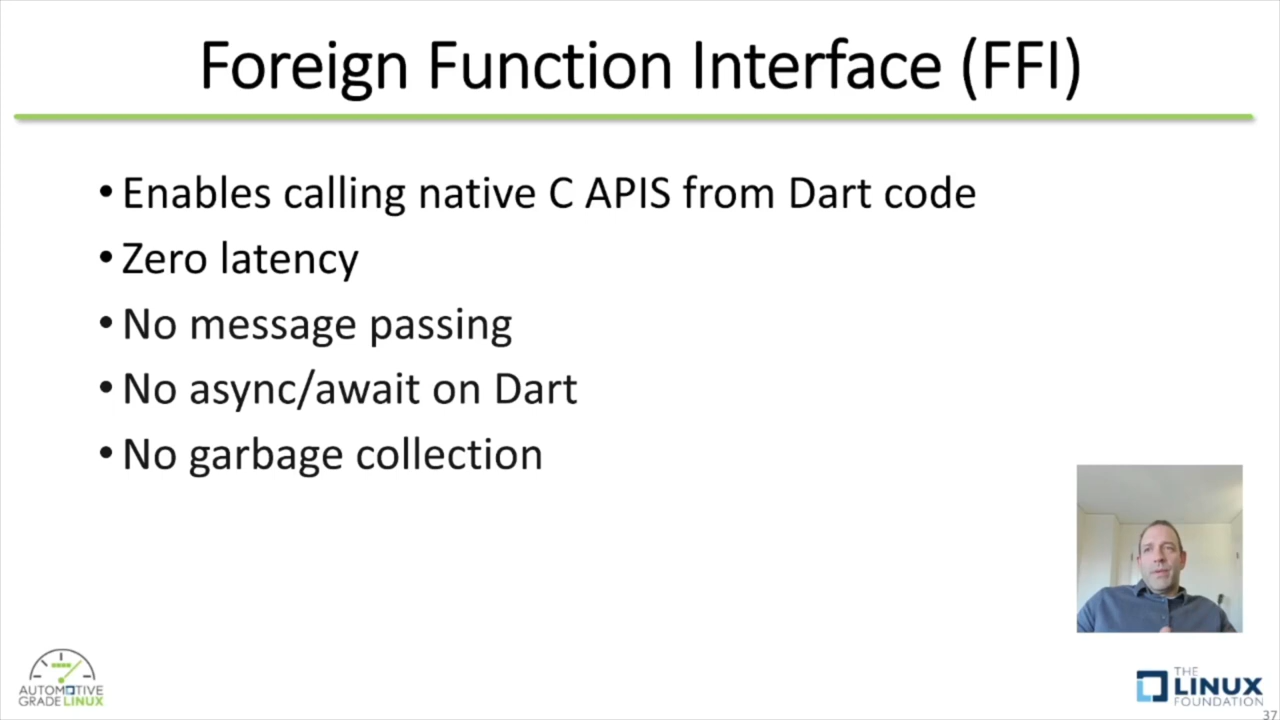 Foreign Function Interface (FFI)
• Enables calling native C APIS from Dart code
• Zero latency
• No message passing
• No async/await on Dart
• No garbage collection
AUTOMOTIVE
GRADE LINUX
THE
LINUX
FOUNDATION
37